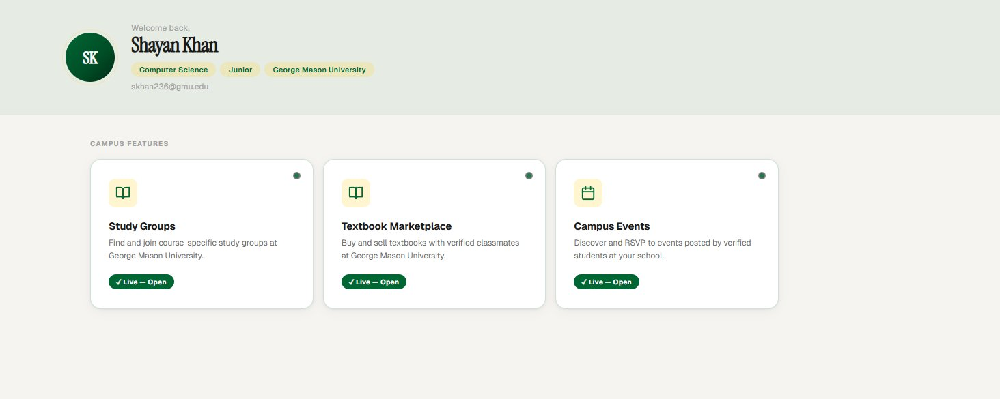 Welcome back,
SK
Shayan Khan
Computer Science
Junior
George Mason University
skhan236@gmu.edu
CAMPUS FEATURES
Study Groups
Find and join course-specific study groups at
George Mason University.
✓ Live — Open
Textbook Marketplace
Buy and sell textbooks with verified classmates
at George Mason University.
✓ Live — Open
Campus Events
Discover and RSVP to events posted by verified
students at your school.
✓ Live — Open